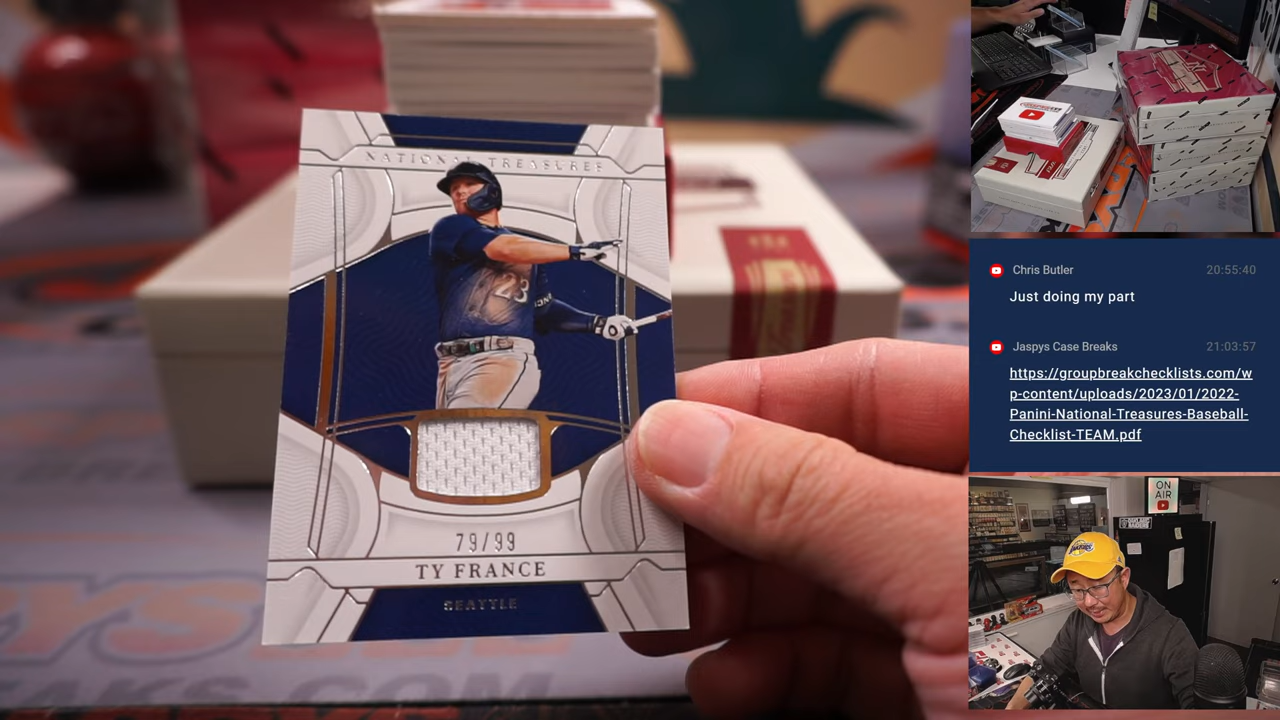 NATIONAL TREASURES
23
79/99
TY FRANCE
SEATTLE
Chris Butler 20:55:40
Just doing my part
Jaspys Case Breaks 21:03:57
https://groupbreakchecklists.com/w
p-content/uploads/2023/01/2022-
Panini-National-Treasures-Baseball-
Checklist-TEAM.pdf
ON
AIR